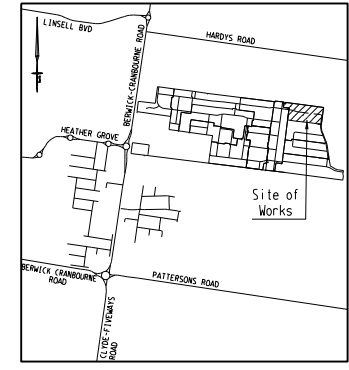 LINSELL BVD
HARDYS ROAD
BERWICK-CRANBOURNE ROAD
HEATHER GROVE
Site of
Works
BERWICK CRANBOURNE
ROAD
PATTERSONS ROAD
CLYDE-FIVEWAYS
ROAD